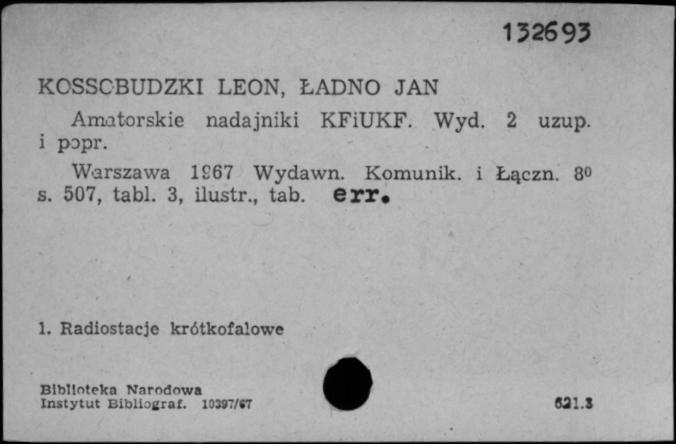 132693
KOSSOBUDZKI LEON, ŁADNO JAN
Amatorskie nadajniki KFiUKF. Wyd. 2 uzup.
i popr.
Warszawa 1967 Wydawn. Komunik. i Łączn. 8⁰
s. 507, tabl. 3, ilustr., tab. err.
1. Radiostacje krótkofalowe
Biblioteka Narodowa
Instytut Bibliograf. 10397/67
621.3